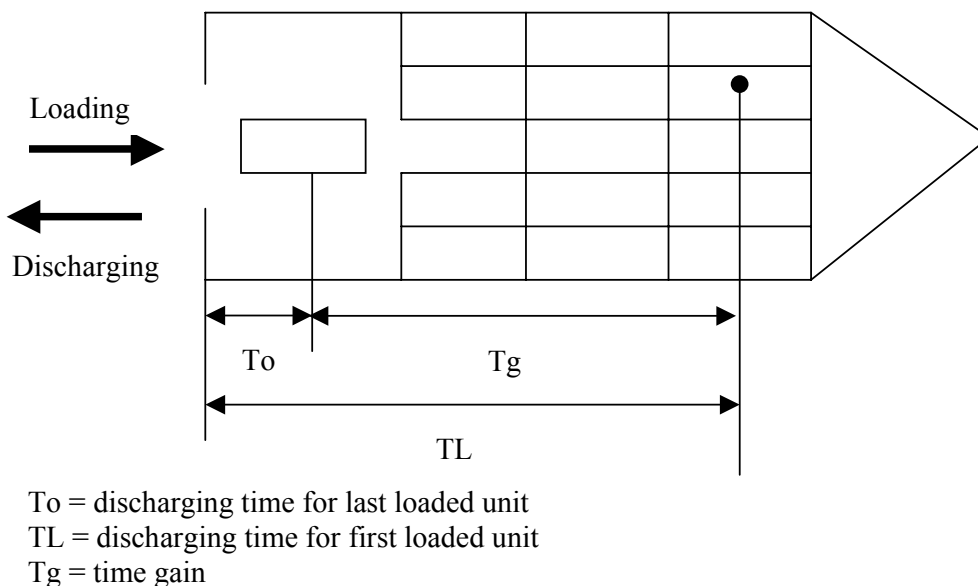 Loading
Discharging
To
Tg
TL
To = discharging time for last loaded unit
TL = discharging time for first loaded unit
Tg = time gain